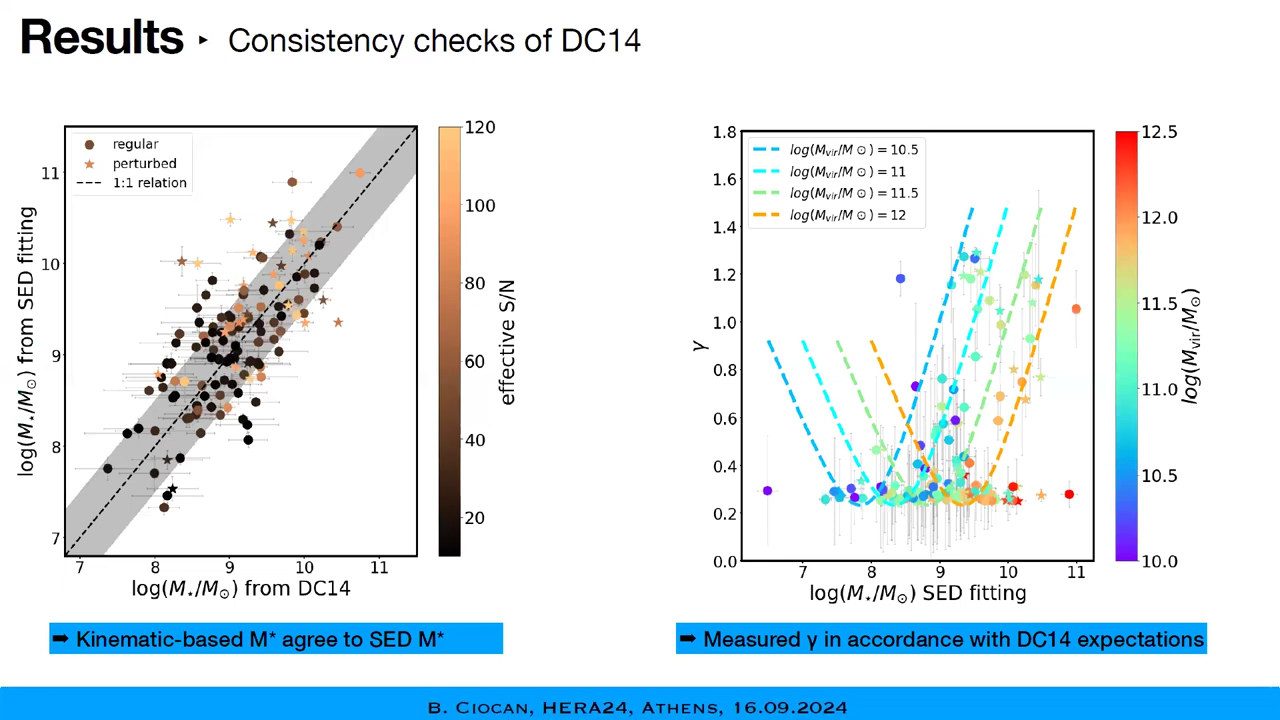 Results ‣ Consistency checks of DC14
regular
perturbed
1:1 relation
11
10
9
8
7
7 8 9 10 11
log(M⋆/M⊙) from SED fitting
log(M⋆/M⊙) from DC14
120
100
80
60
40
20
effective S/N
➡ Kinematic-based M* agree to SED M*
log(Mvir/M⊙) = 10.5
log(Mvir/M⊙) = 11
log(Mvir/M⊙) = 11.5
log(Mvir/M⊙) = 12
1.8
1.6
1.4
1.2
1.0
0.8
0.6
0.4
0.2
0.0
γ
7 8 9 10 11
log(M⋆/M⊙) SED fitting
12.5
12.0
11.5
11.0
10.5
10.0
log(Mvir/M⊙)
➡ Measured γ in accordance with DC14 expectations
B. Ciocan, HERA24, Athens, 16.09.2024